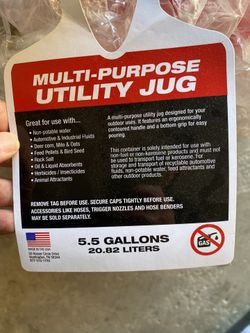 MULTI-PURPOSE
UTILITY JUG
Great for use with...
• Non-potable water
• Automotive & Industrial Fluids
• Deer corn, Milo & Oats
• Feed Pellets & Bird Seed
• Rock Salt
• Oil & Liquid Absorbents
• Herbicides / Insecticides
• Animal Attractants
A multi-purpose utility jug designed for your
outdoor uses. It features an ergonomically
contoured handle and a bottom grip for easy
pouring.
This container is solely intended for use with
non-fuel or non-kerosene products and must not
be used to transport fuel or kerosene. For
storage and transport of recyclable automotive
fluids, non-potable water, feed attractants and
other outdoor products.
REMOVE TAG BEFORE USE. SECURE CAPS TIGHTLY BEFORE USE.
ACCESSORIES LIKE HOSES, TRIGGER NOZZLES AND HOSE BENDERS
MAY BE SOLD SEPARATELY.
MADE IN THE USA
5.5 GALLONS
20.82 LITERS
GAS